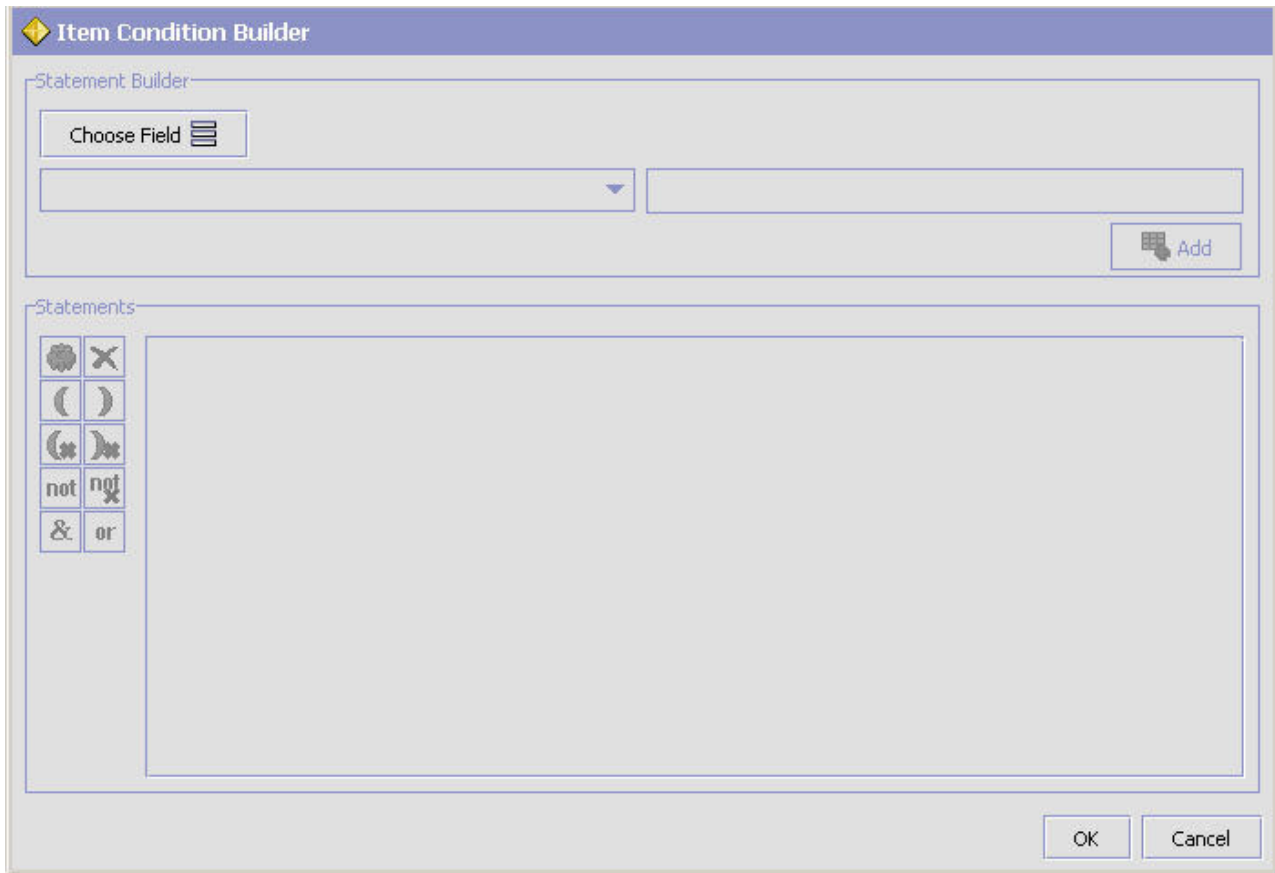 Item Condition Builder
Statement Builder
Choose Field
Add
Statements
( )
( )
not not
& or
OK Cancel